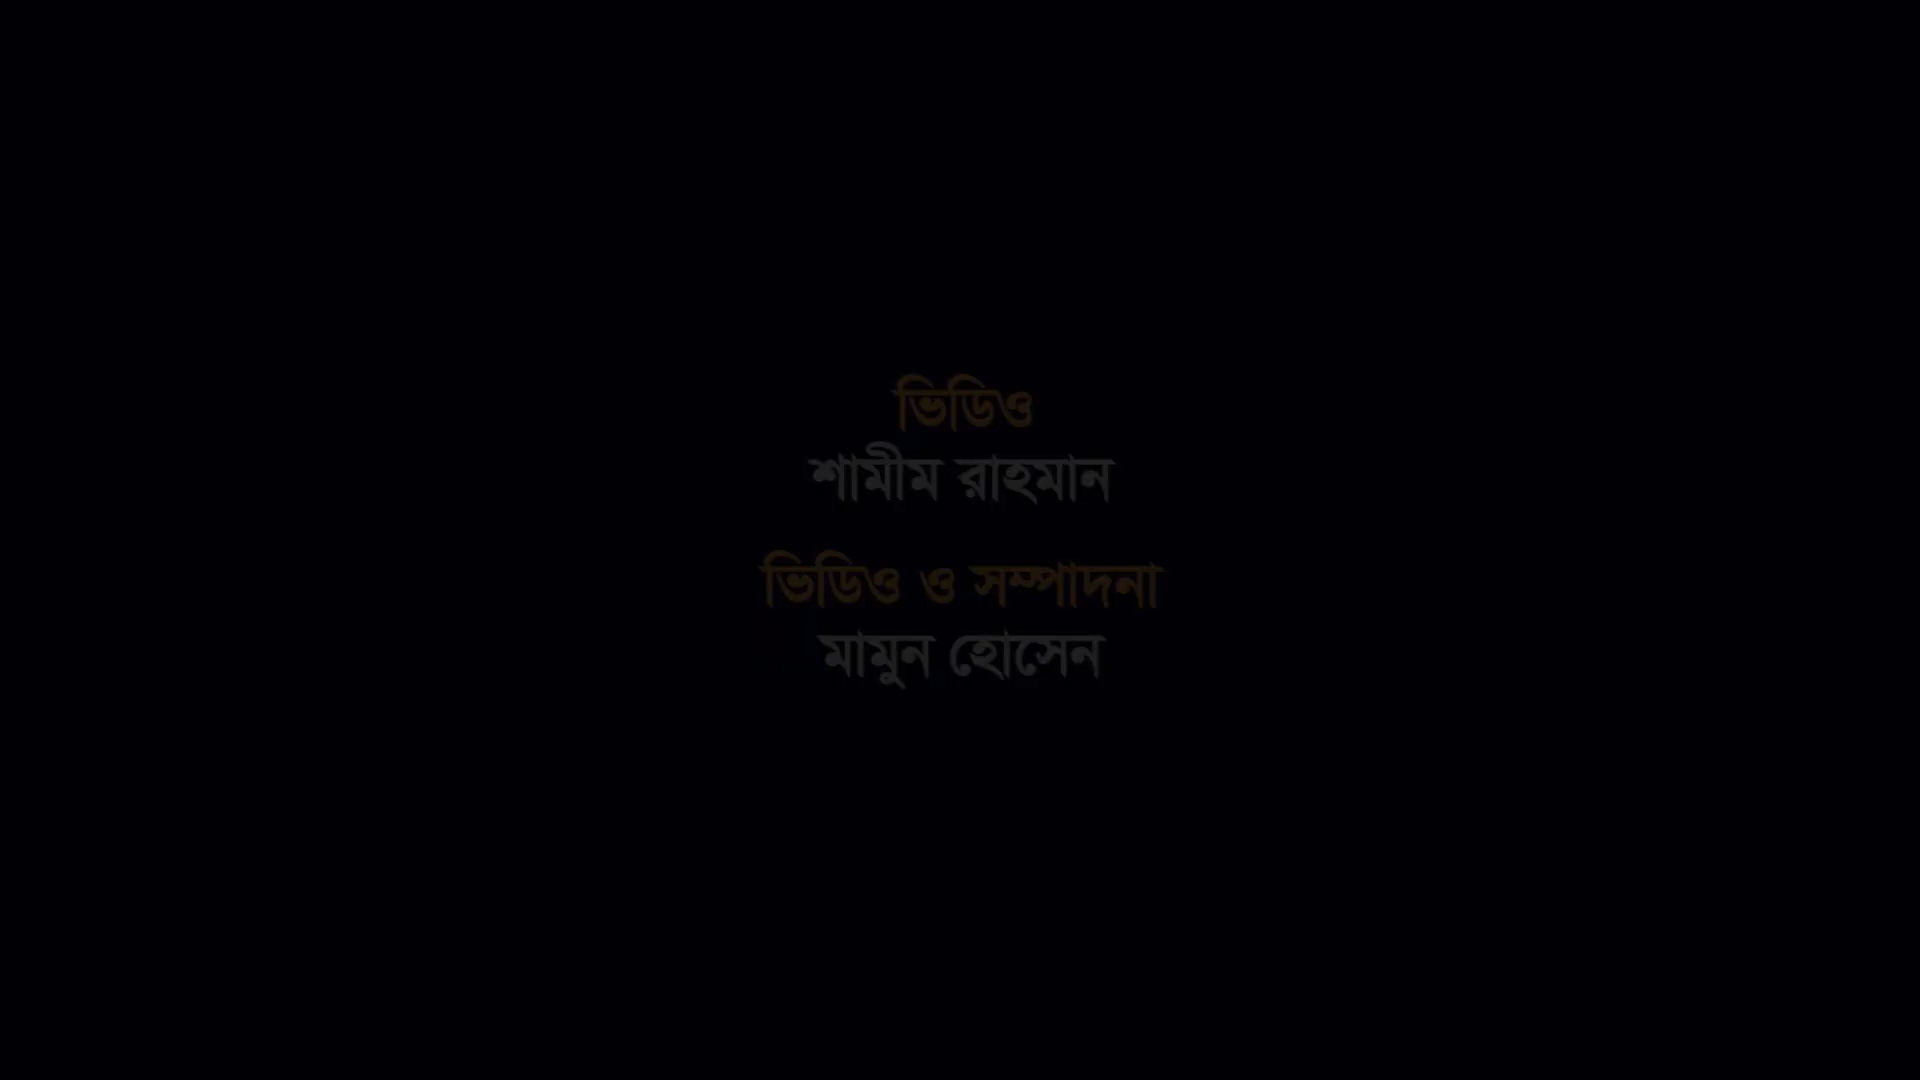 ভিডিও
শামীম রাহমান
ভিডিও ও সম্পাদনা
মামুন হোসেন